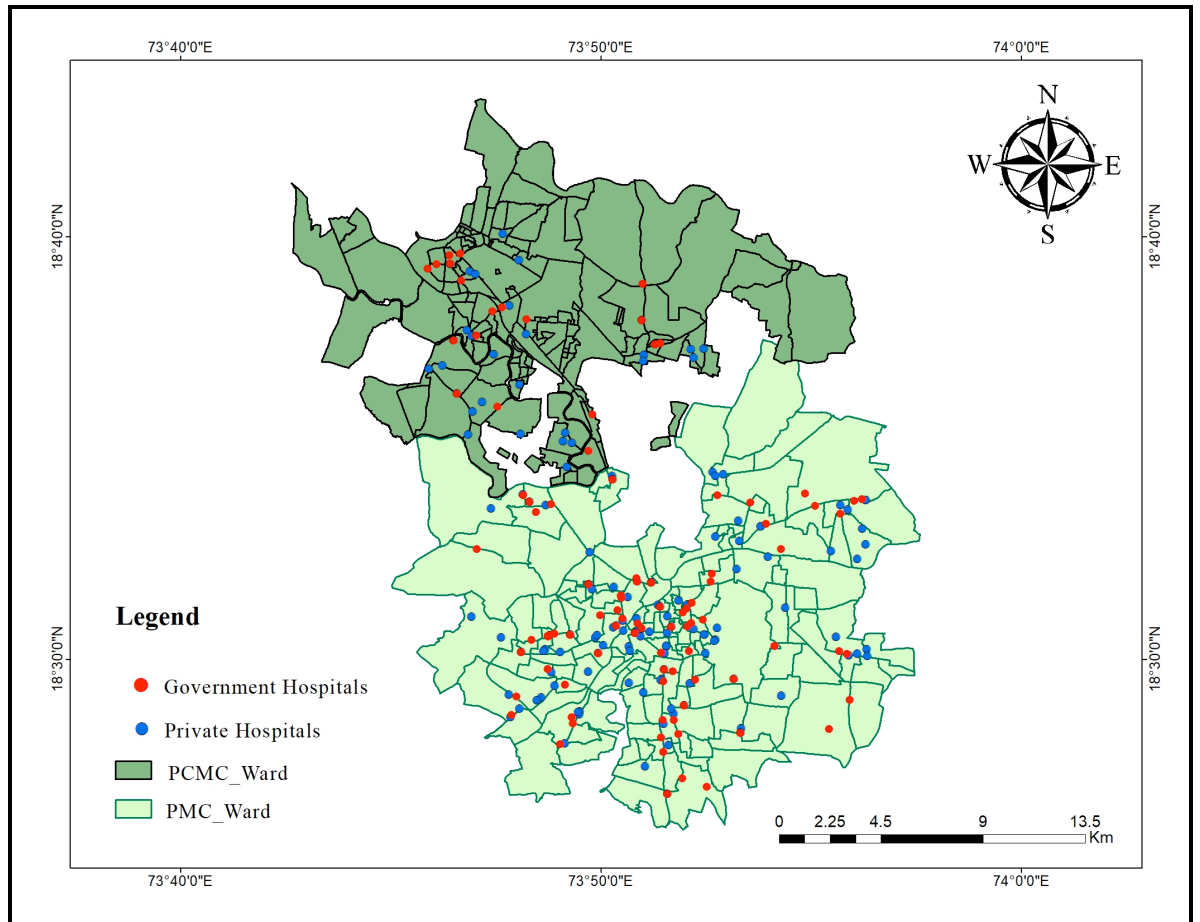 73°40'0"E 73°50'0"E 74°0'0"E
N
W E
S
18°40'0"N 18°40'0"N
Legend
Government Hospitals
Private Hospitals
PCMC_Ward
PMC_Ward
18°30'0"N 18°30'0"N
0 2.25 4.5 9 13.5
Km
73°40'0"E 73°50'0"E 74°0'0"E